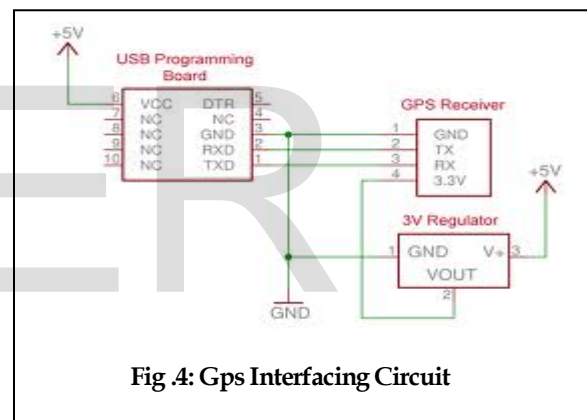 +5V
USB Programming
Board
6 VCC DTR 5
7 NC NC 4
8 NC GND 3
9 NC RXD 2
10 NC TXD 1
GPS Receiver
1 GND
2 TX
3 RX
4 3.3V
+5V
3V Regulator
1 GND V+ 3
VOUT
2
GND
ER
Fig .4: Gps Interfacing Circuit